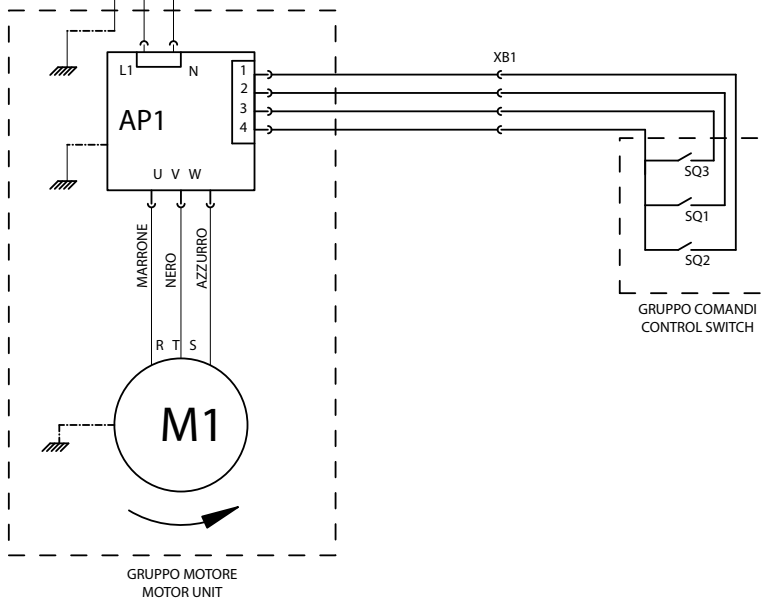 XB1
L1
N
1
2
3
4
AP1
U V W
SQ3
SQ1
SQ2
MARRONE
NERO
AZZURRO
GRUPPO COMANDI
CONTROL SWITCH
R T S
M1
GRUPPO MOTORE
MOTOR UNIT